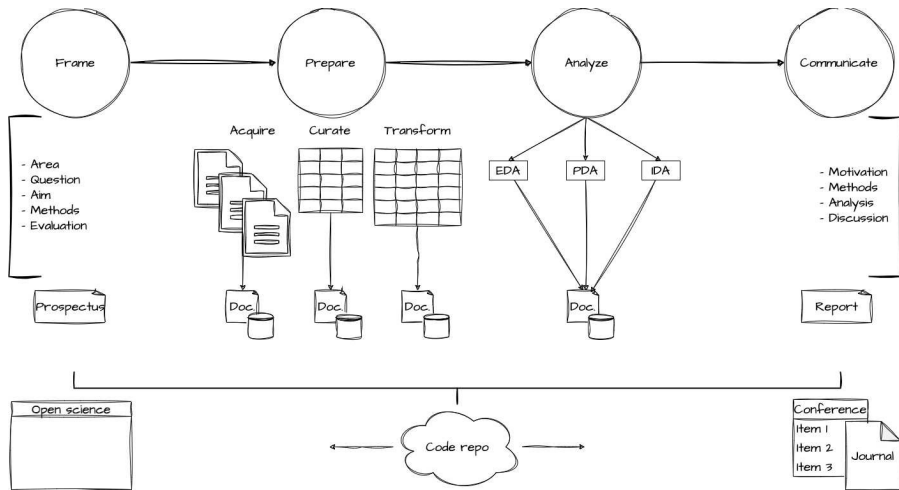 Frame
Prepare
Analyze
Communicate
Acquire
Curate
Transform
- Area
- Question
- Aim
- Methods
- Evaluation
EDA
PDA
IDA
- Motivation
- Methods
- Analysis
- Discussion
Prospectus
Doc.
Doc.
Doc.
Doc.
Report
Open science
Code repo
Conference
Item 1
Item 2
Item 3
Journal